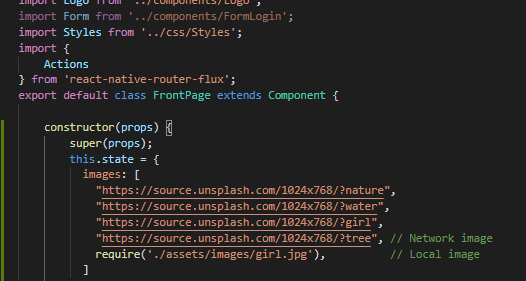 import Logo from '../components/Logo';
import Form from '../components/FormLogin';
import Styles from '../css/Styles';
import {
Actions
} from 'react-native-router-flux';
export default class FrontPage extends Component {
constructor(props) {
super(props);
this.state = {
images: [
"https://source.unsplash.com/1024x768/?nature",
"https://source.unsplash.com/1024x768/?water",
"https://source.unsplash.com/1024x768/?girl",
"https://source.unsplash.com/1024x768/?tree", // Network image
require('./assets/images/girl.jpg'), // Local image
]